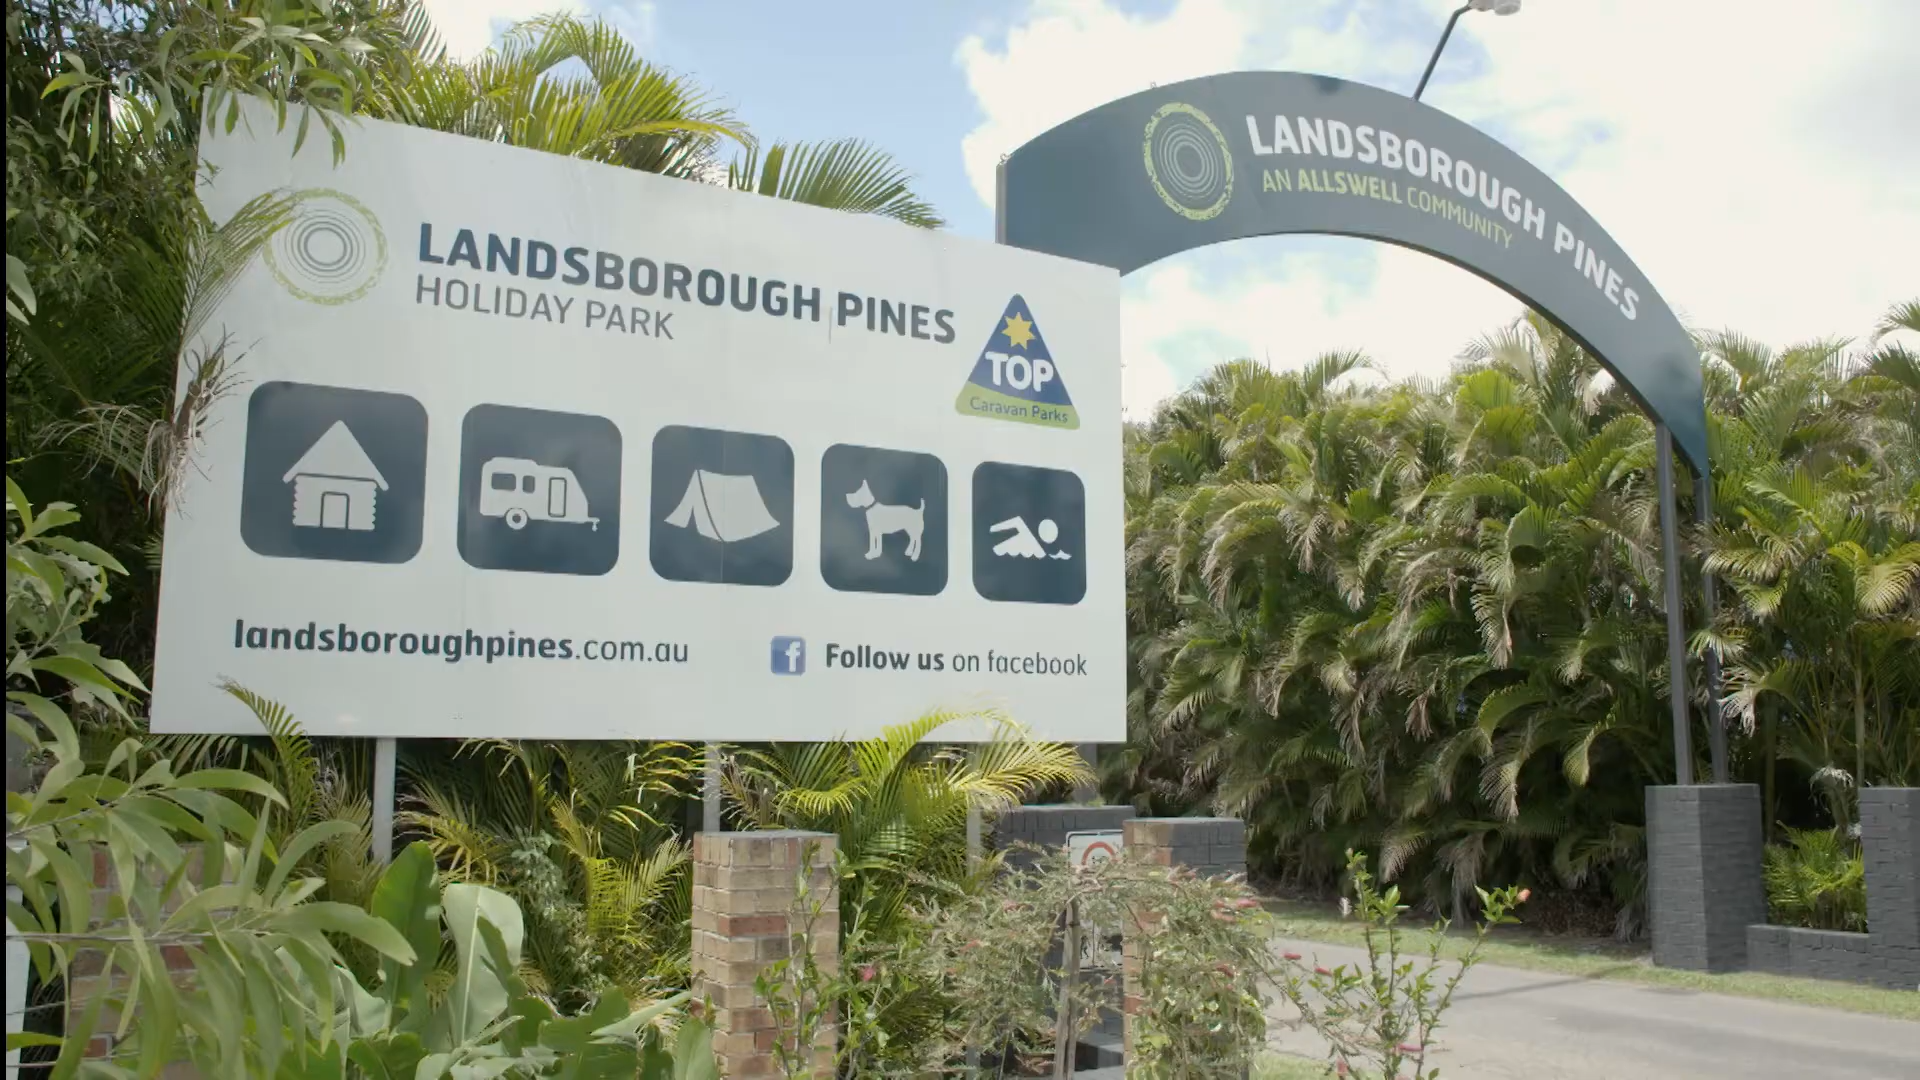 LANDSBOROUGH PINES
HOLIDAY PARK
TOP
Caravan Parks
landsboroughpines.com.au
f Follow us on facebook
LANDSBOROUGH PINES
AN ALLSWELL COMMUNITY